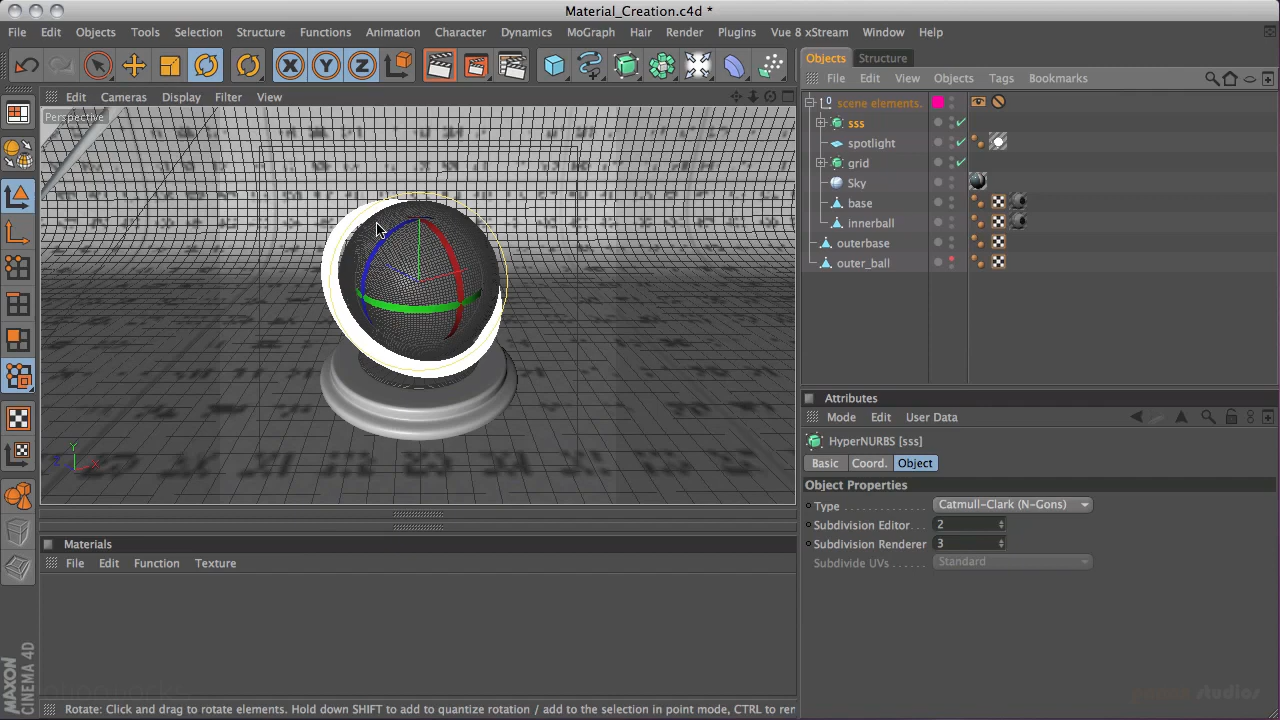 Material_Creation.c4d *
File Edit Objects Tools Selection Structure Functions Animation Character Dynamics MoGraph Hair Render Plugins Vue 8 xStream Window Help
Objects Structure
File Edit View Objects Tags Bookmarks
Edit Cameras Display Filter View
Perspective
scene elements.
sss
spotlight
grid
Sky
base
innerball
outerbase
outer_ball
Attributes
Mode Edit User Data
HyperNURBS [sss]
Basic Coord. Object
Object Properties
Type Catmull-Clark (N-Gons)
Subdivision Editor 2
Subdivision Renderer 3
Subdivide UVs Standard
Materials
File Edit Function Texture
MAXON
CINEMA 4D
Rotate: Click and drag to rotate elements. Hold down SHIFT to add to quantize rotation / add to the selection in point mode, CTRL to rer
studios